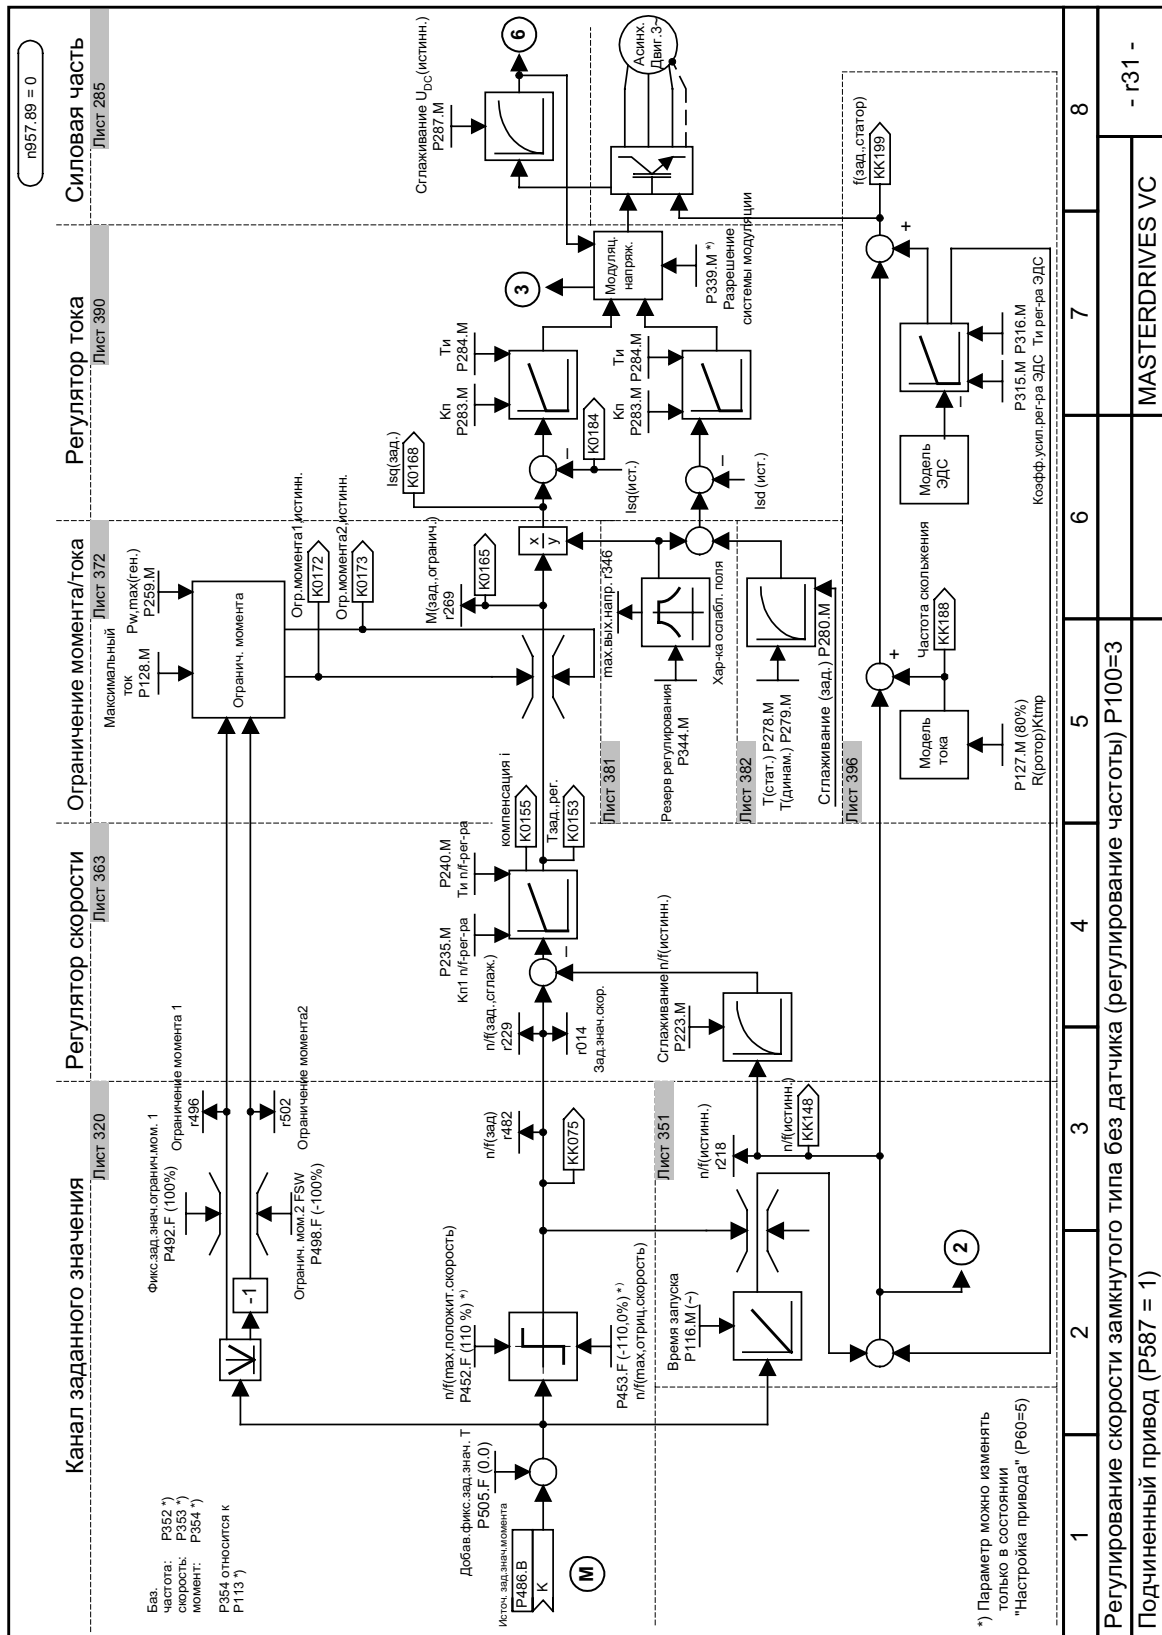 n957.89 = 0
Канал заданного значения
Регулятор скорости
Ограничение момента/тока
Регулятор тока
Силовая часть
Лист 320
Лист 363
Лист 372
Лист 390
Лист 285
Баз.
частота: P352 *)
скорость: P353 *)
момент: P354 *)
P354 относится к
P113 *)
Фикс.зад.знач.огранич.мом. 1
P492.F (100%)
Ограничение момента 1
r496
-1
r502
Ограничение момента2
Огранич. мом.2 FSW
P498.F (-100%)
Максимальный
ток
P128.M
Pw,max(ген.)
P259.M
Огранич. момента
Огр.момента1,истинн.
K0172
Огр.момента2,истинн.
K0173
Сглаживание UDC(истинн.)
P287.M
6
Асинх.
Двиг.3~
Добав.фикс.зад.знач. T
P505.F (0.0)
Источ. зад.знач.момента
P486.B
K
M
n/f(max,положит.скорость)
P452.F (110 %) *)
P453.F (-110,0%) *)
n/f(max,отриц.скорость)
n/f(зад)
r482
KK075
n/f(зад.,сглаж.)
r229
r014
Зад.знач.скор.
P235.M
Кп1 n/f-рег-ра
P240.M
Ти n/f-рег-ра
–
компенсация i
K0155
Тзад.,рег.
K0153
M(зад.,огранич.)
r269
K0165
x
y
Isq(зад.)
K0168
–
K0184
Isq(ист.)
Кп
P283.M
Ти
P284.M
3
Модуляц.
напряж.
P339.M *)
Разрешение
системы модуляции
Кп
P283.M
Ти
P284.M
–
Isd (ист.)
Лист 381
Резерв регулирования
P344.M
max.вых.напр. r346
Хар-ка ослабл. поля
Лист 382
T(стат.) P278.M
T(динам.) P279.M
Сглаживание (зад.) P280.M
Лист 351
Время запуска
P116.M (~)
n/f(истинн.)
r218
n/f(истинн.)
KK148
Сглаживание n/f(истинн.)
P223.M
2
Лист 396
Модель
тока
P127.M (80%)
R(ротор)Ktmp
+
Частота скольжения
KK188
Модель
ЭДС
–
P315.M P316.M
Коэфф.усил.рег-ра ЭДС Ти рег-ра ЭДС
+
f(зад.,статор)
KK199
*) Параметр можно изменять
только в состоянии
"Настройка привода" (P60=5)
1 2 3 4 5 6 7 8
Регулирование скорости замкнутого типа без датчика (регулирование частоты) P100=3
Подчиненный привод (P587 = 1)
MASTERDRIVES VC
- r31 -